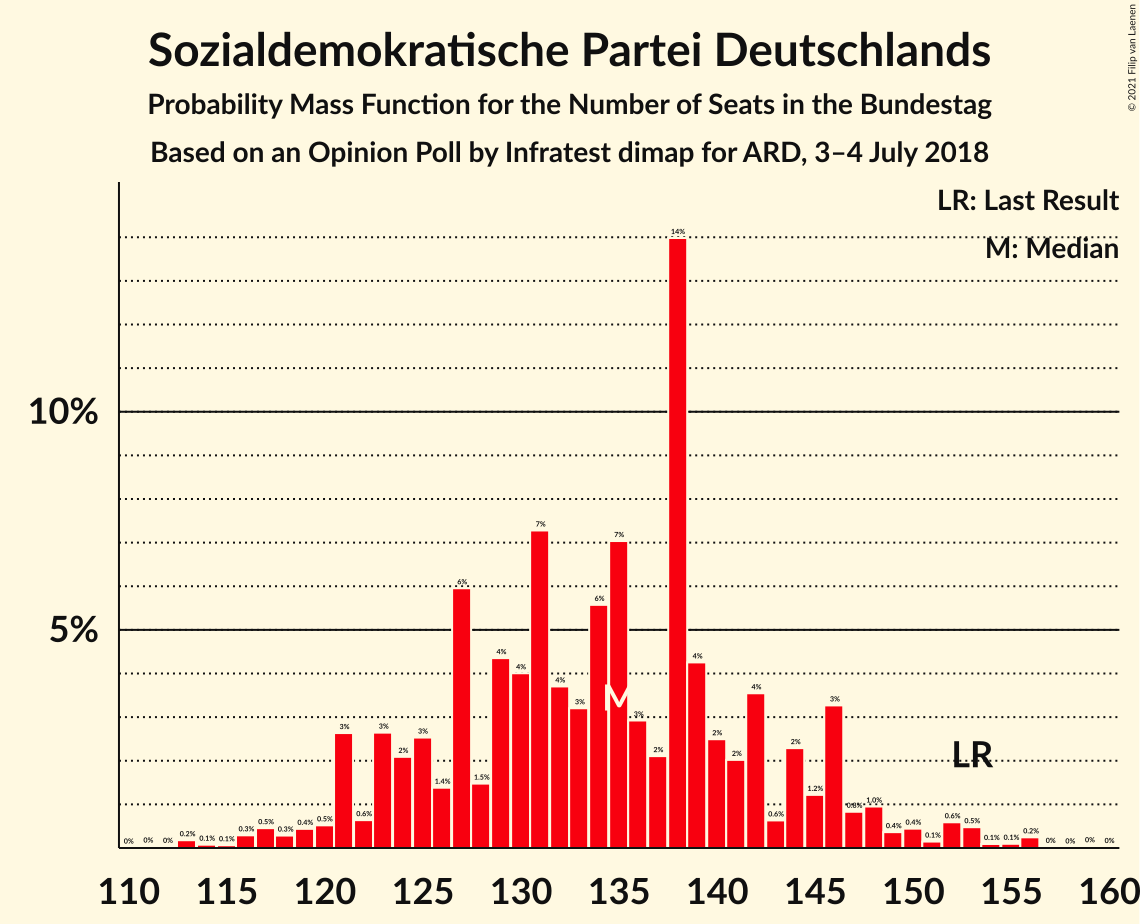 Sozialdemokratische Partei Deutschlands
Probability Mass Function for the Number of Seats in the Bundestag
Based on an Opinion Poll by Infratest dimap for ARD, 3–4 July 2018
© 2021 Filip van Laenen
LR: Last Result
M: Median
10%
5%
0% 0% 0% 0.2% 0.1% 0.1% 0.3% 0.5% 0.3% 0.4% 0.5% 3% 0.6% 3% 2% 3% 1.4% 6% 1.5% 4% 4% 7% 4% 3% 6% 7% 3% 2% 14% 4% 2% 2% 4% 0.6% 2% 1.2% 3% 0.8% 1.0% 0.4% 0.4% 0.1% 0.6% 0.5% 0.1% 0.1% 0.2% 0% 0% 0% 0%
M
LR
110 115 120 125 130 135 140 145 150 155 160